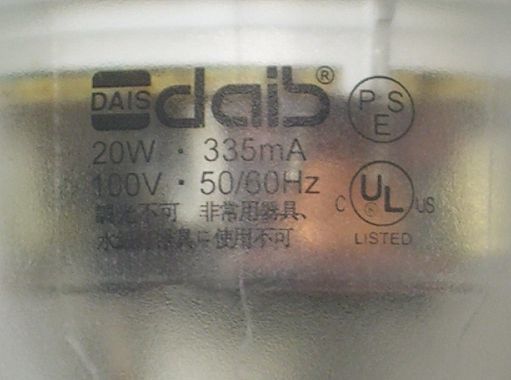 DAIS daib®
PSE
20W · 335mA
100V · 50/60Hz
調光不可 非常用器具、
水 器具に使用不可
C UL® US
LISTED